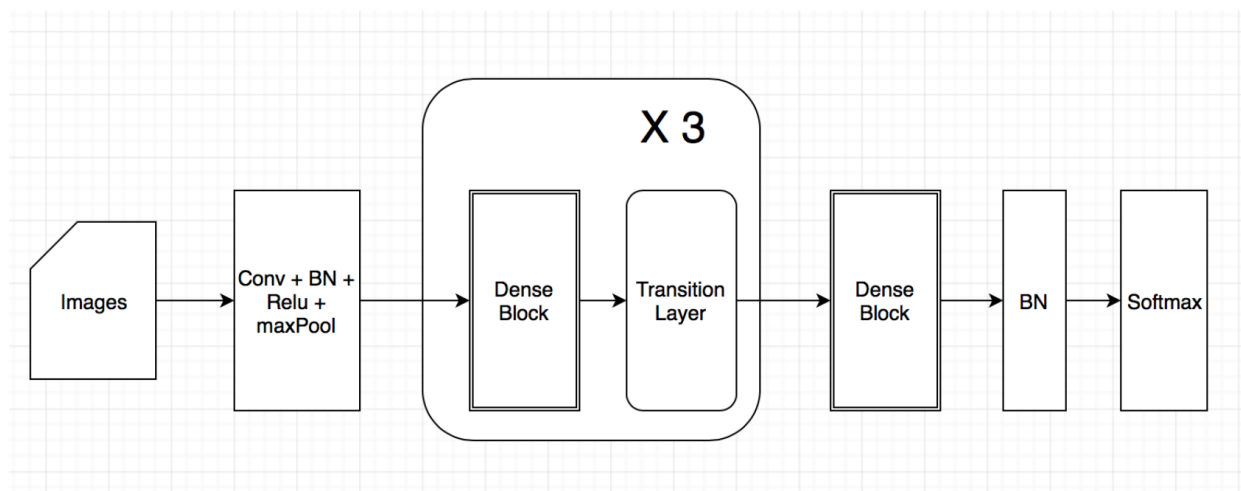 X 3
Images
Conv + BN +
Relu +
maxPool
Dense
Block
Transition
Layer
Dense
Block
BN
Softmax